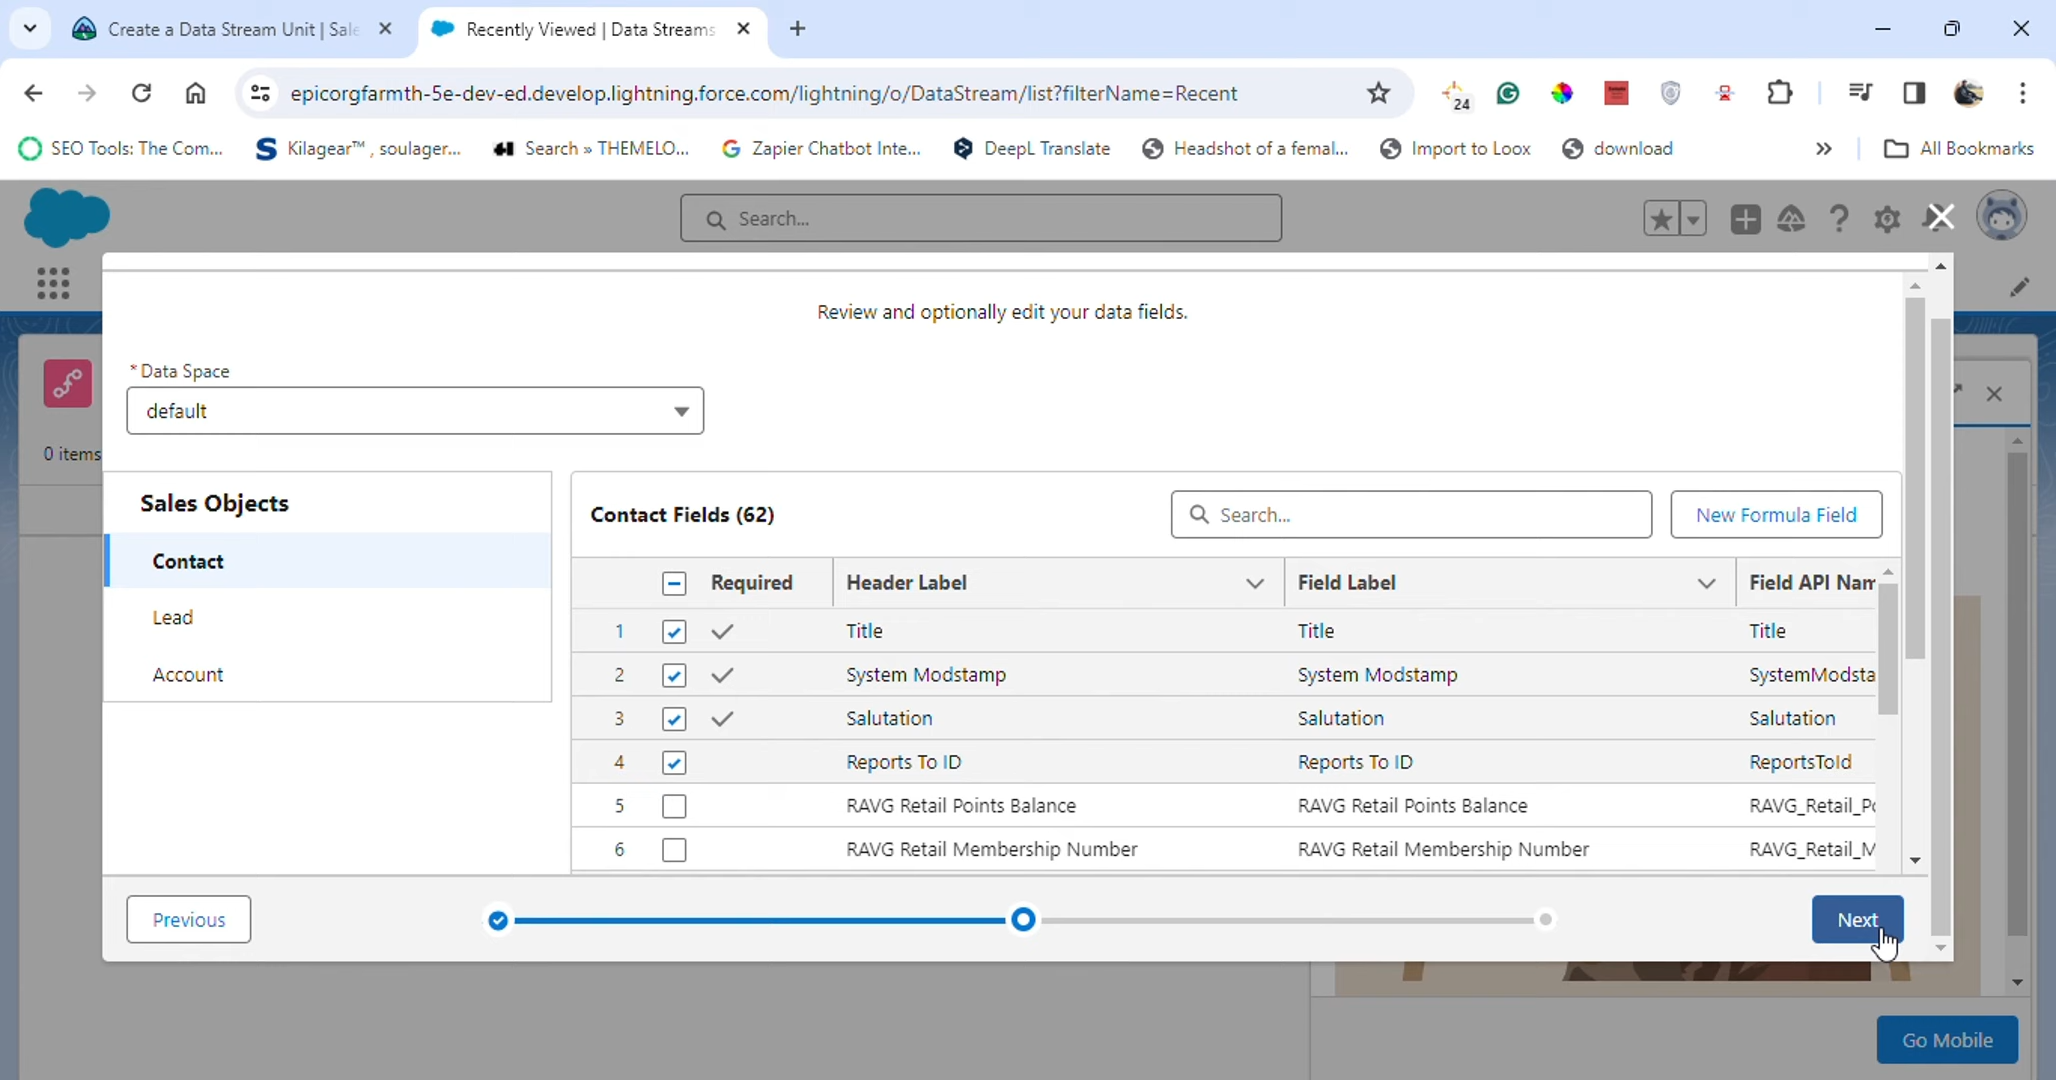 Create a Data Stream Unit | Sale
Recently Viewed | Data Streams
epicorgfarmth-5e-dev-ed.develop.lightning.force.com/lightning/o/DataStream/list?filterName=Recent
24
SEO Tools: The Com...
Kilagear™ , soulager...
Search » THEMELO...
Zapier Chatbot Inte...
DeepL Translate
Headshot of a femal...
Import to Loox
download
»
All Bookmarks
Search...
Review and optionally edit your data fields.
* Data Space
default
0 items
Sales Objects
Contact
Lead
Account
Contact Fields (62)
Search...
New Formula Field
Required Header Label Field Label Field API Nam
1 Title Title Title
2 System Modstamp System Modstamp SystemModsta
3 Salutation Salutation Salutation
4 Reports To ID Reports To ID ReportsToId
5 RAVG Retail Points Balance RAVG Retail Points Balance RAVG_Retail_Po
6 RAVG Retail Membership Number RAVG Retail Membership Number RAVG_Retail_M
Previous
Next
Go Mobile